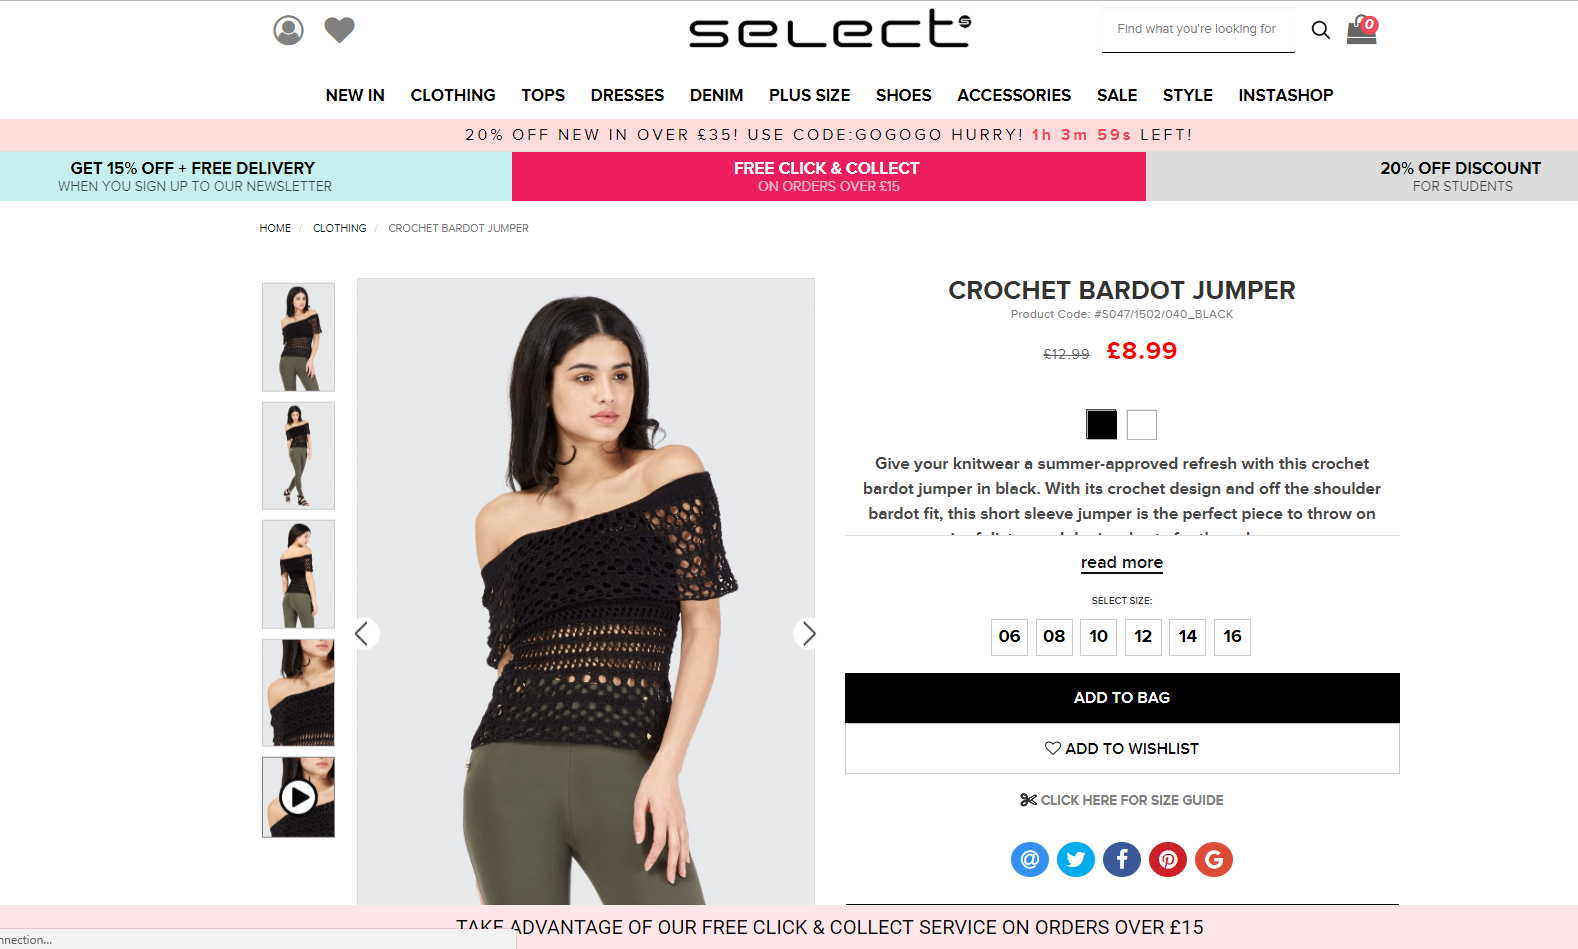 select
Find what you're looking for
0
NEW IN CLOTHING TOPS DRESSES DENIM PLUS SIZE SHOES ACCESSORIES SALE STYLE INSTASHOP
20% OFF NEW IN OVER £35! USE CODE:GOGOGO HURRY! 1h 3m 59s LEFT!
GET 15% OFF + FREE DELIVERY
WHEN YOU SIGN UP TO OUR NEWSLETTER
FREE CLICK & COLLECT
ON ORDERS OVER £15
20% OFF DISCOUNT
FOR STUDENTS
HOME / CLOTHING / CROCHET BARDOT JUMPER
CROCHET BARDOT JUMPER
Product Code: #S047/1502/040_BLACK
£12.99 £8.99
Give your knitwear a summer-approved refresh with this crochet
bardot jumper in black. With its crochet design and off the shoulder
bardot fit, this short sleeve jumper is the perfect piece to throw on
read more
SELECT SIZE:
06 08 10 12 14 16
ADD TO BAG
ADD TO WISHLIST
CLICK HERE FOR SIZE GUIDE
TAKE ADVANTAGE OF OUR FREE CLICK & COLLECT SERVICE ON ORDERS OVER £15
nnection...